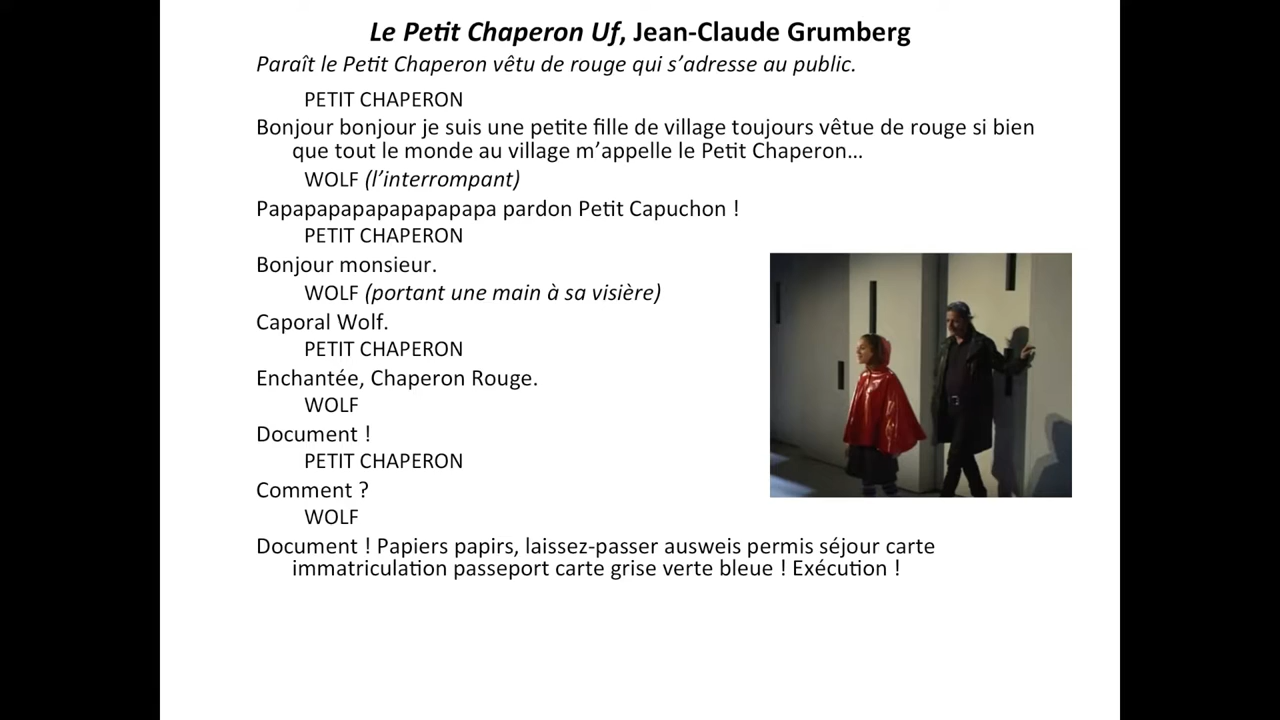 Le Petit Chaperon Uf, Jean-Claude Grumberg
Paraît le Petit Chaperon vêtu de rouge qui s’adresse au public.
PETIT CHAPERON
Bonjour bonjour je suis une petite fille de village toujours vêtue de rouge si bien
que tout le monde au village m’appelle le Petit Chaperon…
WOLF (l’interrompant)
Papapapapapapapapapa pardon Petit Capuchon !
PETIT CHAPERON
Bonjour monsieur.
WOLF (portant une main à sa visière)
Caporal Wolf.
PETIT CHAPERON
Enchantée, Chaperon Rouge.
WOLF
Document !
PETIT CHAPERON
Comment ?
WOLF
Document ! Papiers papirs, laissez-passer ausweis permis séjour carte
immatriculation passeport carte grise verte bleue ! Exécution !